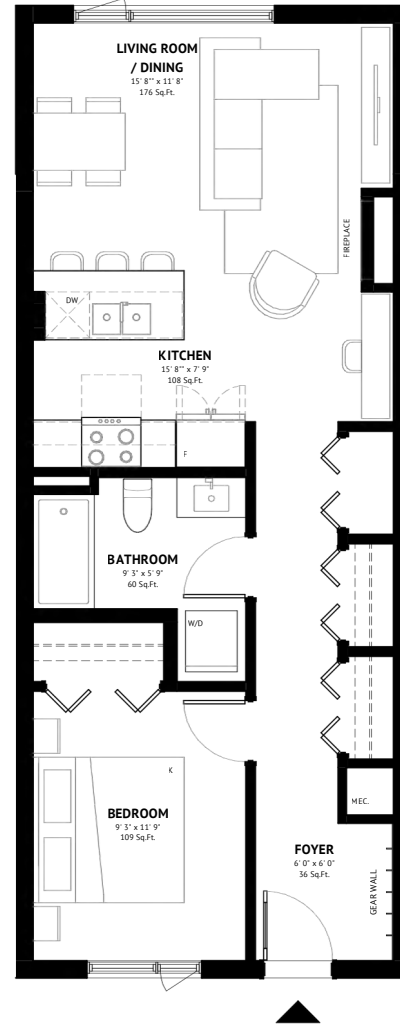 LIVING ROOM
/ DINING
15' 8"" x 11' 8"
176 Sq.Ft.
FIREPLACE
DW
KITCHEN
15' 8"" x 7' 9"
108 Sq.Ft.
F
BATHROOM
9' 3" x 5' 9"
60 Sq.Ft.
W/D
K
BEDROOM
9' 3" x 11' 9"
109 Sq.Ft.
MEC.
FOYER
6' 0" x 6' 0"
36 Sq.Ft.
GEAR WALL